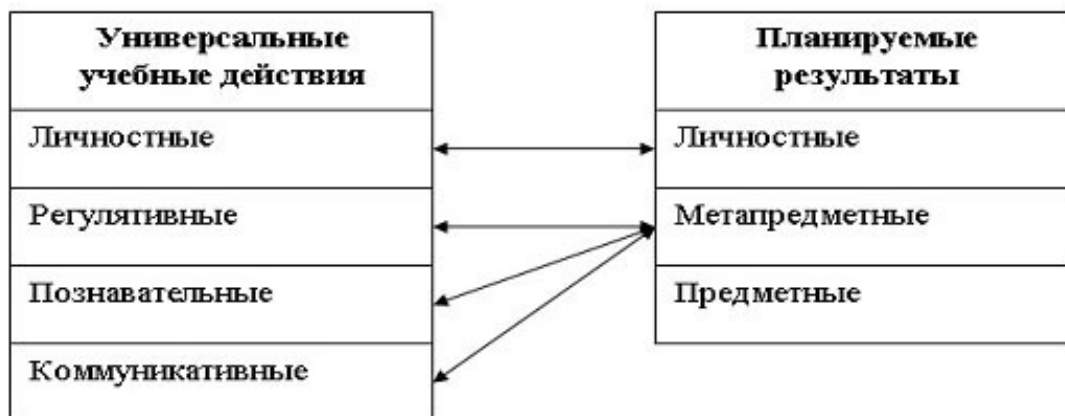 Универсальные
учебные действия
Личностные
Регулятивные
Познавательные
Коммуникативные
Планируемые
результаты
Личностные
Метапредметные
Предметные